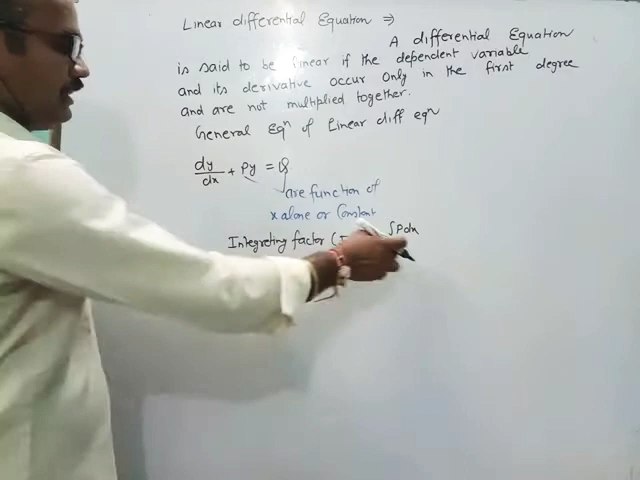 Linear differential Equation ⇒
A differential Equation
is said to be linear if the dependent variable
and its derivative occur only in the first degree
and are not multiplied together.
General Eqn of Linear diff eqn
dy/dx + Py = Q
are function of
x alone or Constant
Integrating factor (I ∫Pdx